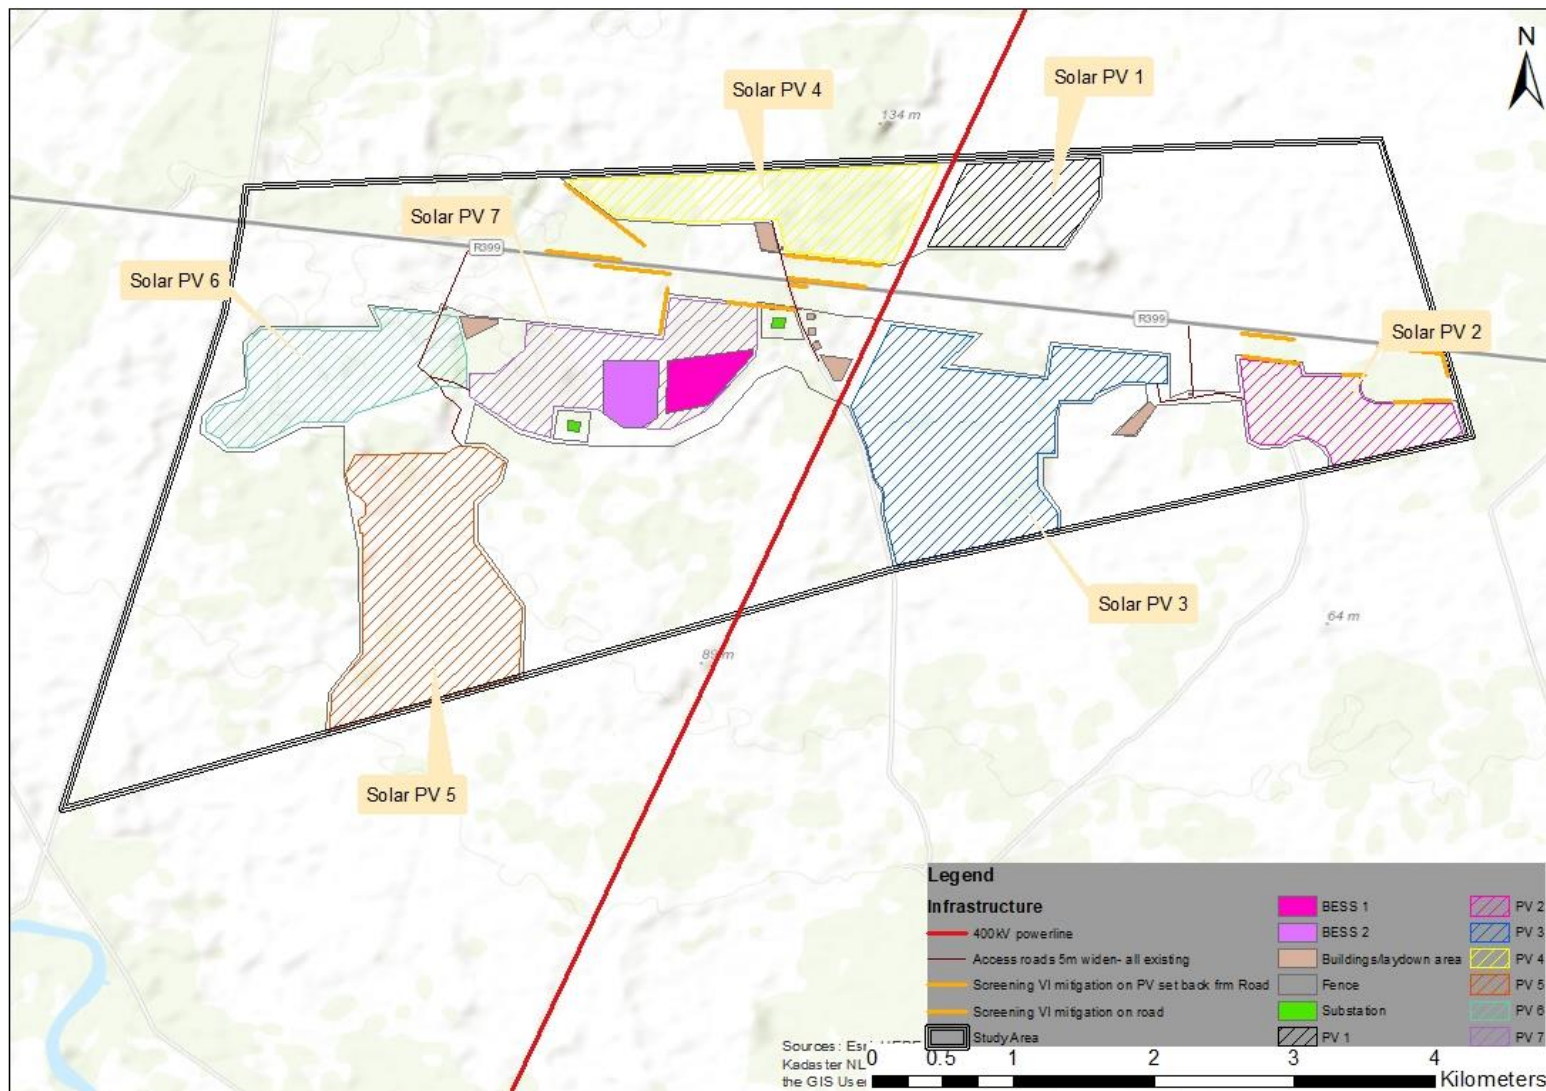 N
Solar PV 1
Solar PV 4
134 m
Solar PV 7
R399
Solar PV 6
R399
Solar PV 2
Solar PV 3
64 m
89 m
Solar PV 5
Legend
Infrastructure
400kV powerline
Access roads 5m widen- all existing
Screening VI mitigation on PV set back frm Road
Screening VI mitigation on road
Study Area
BESS 1
BESS 2
Buildings/laydown area
Fence
Substation
PV 1
PV 2
PV 3
PV 4
PV 5
PV 6
PV 7
Sources: Esri
Kadaster NL
the GIS User
0 0.5 1 2 3 4
Kilometers